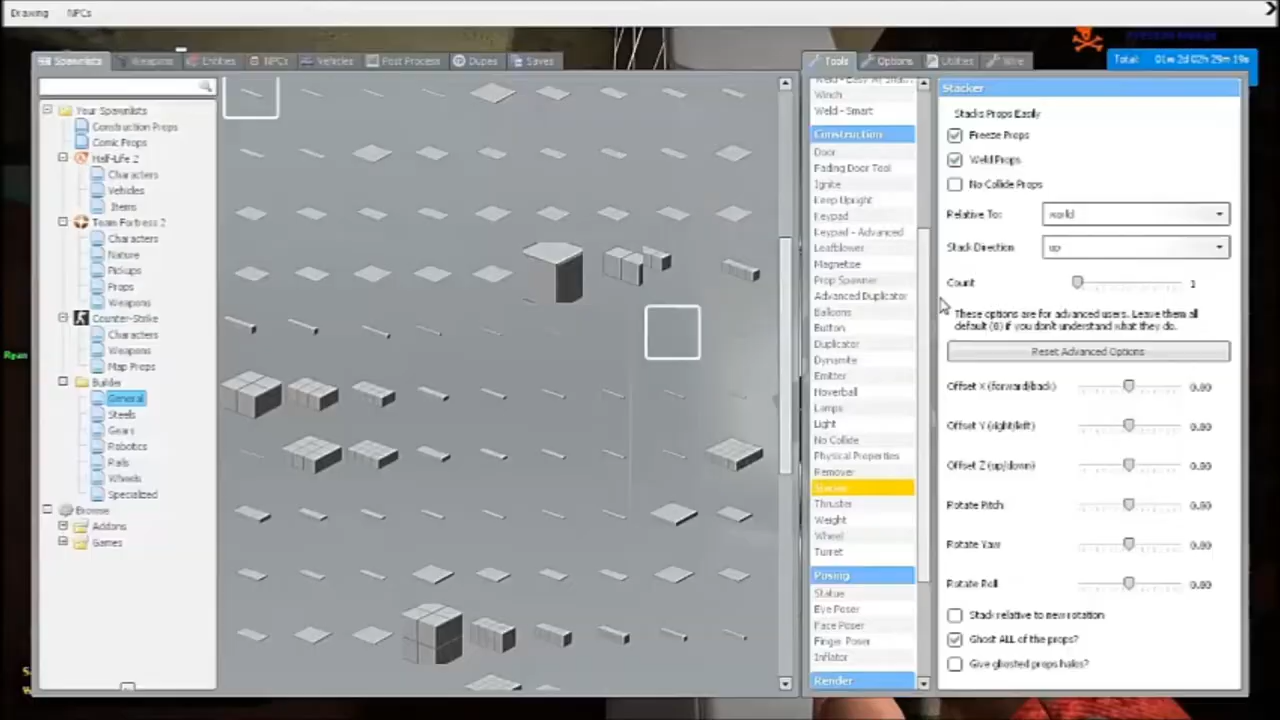 Drawing NPCs
Spawnlists Weapons Entities NPCs Vehicles Post Process Dupes Saves
Tools Options Utilities Wire
Total: 01w 2d 02h 29m 19s
Your Spawnlists
Construction Props
Comic Props
Half-Life 2
Characters
Vehicles
Items
Team Fortress 2
Characters
Nature
Pickups
Props
Weapons
Counter-Strike
Characters
Weapons
Map Props
Builder
General
Steels
Gears
Robotics
Rails
Wheels
Specialized
Browse
Addons
Games
Ryan
Winch
Weld - Smart
Construction
Door
Fading Door Tool
Ignite
Keep Upright
Keypad
Keypad - Advanced
Leafblower
Magnetise
Prop Spawner
Advanced Duplicator
Balloons
Button
Duplicator
Dynamite
Emitter
Hoverball
Lamps
Light
No Collide
Physical Properties
Remover
Stacker
Thruster
Weight
Wheel
Turret
Posing
Statue
Eye Poser
Face Poser
Finger Poser
Inflator
Render
Stacker
Stacks Props Easily
Freeze Props
Weld Props
No Collide Props
Relative To: world
Stack Direction up
Count 1
These options are for advanced users. Leave them all
default (0) if you don't understand what they do.
Reset Advanced Options
Offset X (forward/back) 0.00
Offset Y (right/left) 0.00
Offset Z (up/down) 0.00
Rotate Pitch 0.00
Rotate Yaw 0.00
Rotate Roll 0.00
Stack relative to new rotation
Ghost ALL of the props?
Give ghosted props halos?